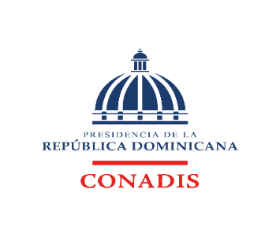 PRESIDENCIA DE LA
REPÚBLICA DOMINICANA
CONADIS